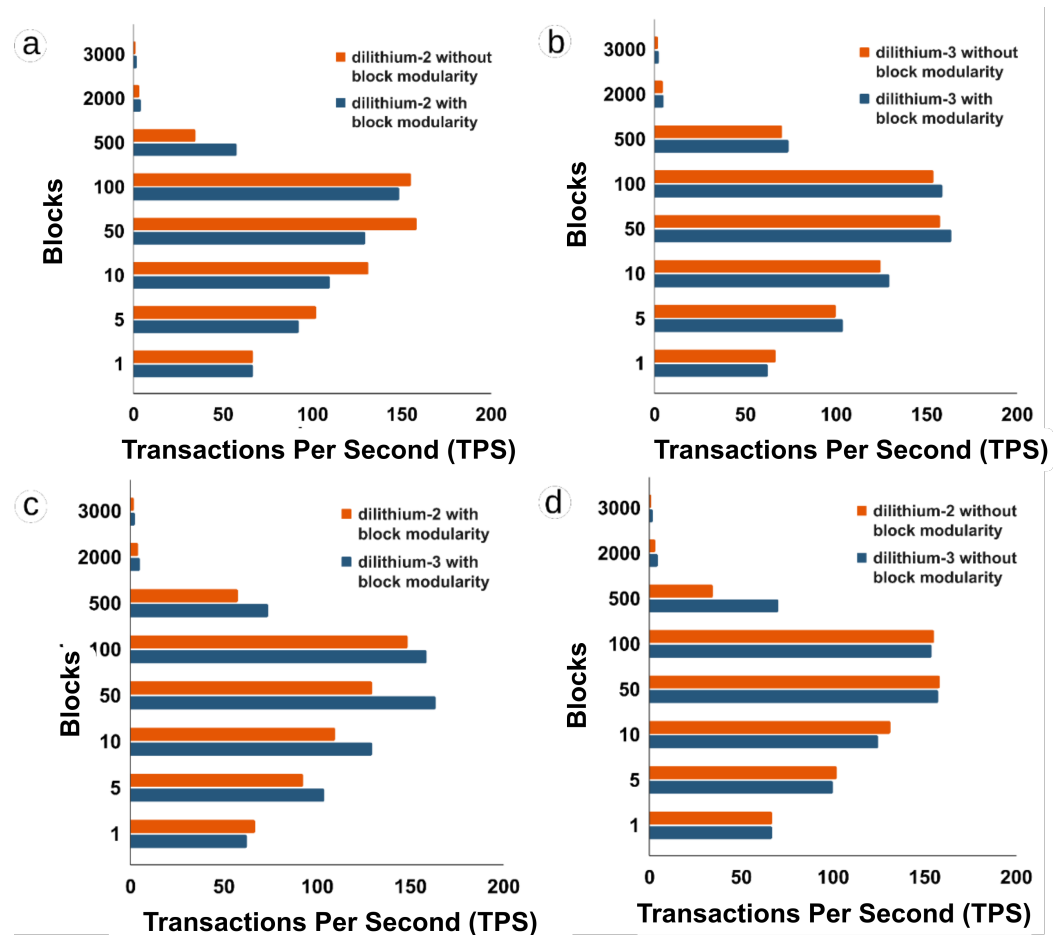 a
dilithium-2 without
block modularity
dilithium-2 with
block modularity
Blocks
3000
2000
500
100
50
10
5
1
0 50 100 150 200
Transactions Per Second (TPS)
b
dilithium-3 without
block modularity
dilithium-3 with
block modularity
Blocks
3000
2000
500
100
50
10
5
1
0 50 100 150 200
Transactions Per Second (TPS)
c
dilithium-2 with
block modularity
dilithium-3 with
block modularity
Blocks
3000
2000
500
100
50
10
5
1
0 50 100 150 200
Transactions Per Second (TPS)
d
dilithium-2 without
block modularity
dilithium-3 without
block modularity
Blocks
3000
2000
500
100
50
10
5
1
0 50 100 150 200
Transactions Per Second (TPS)